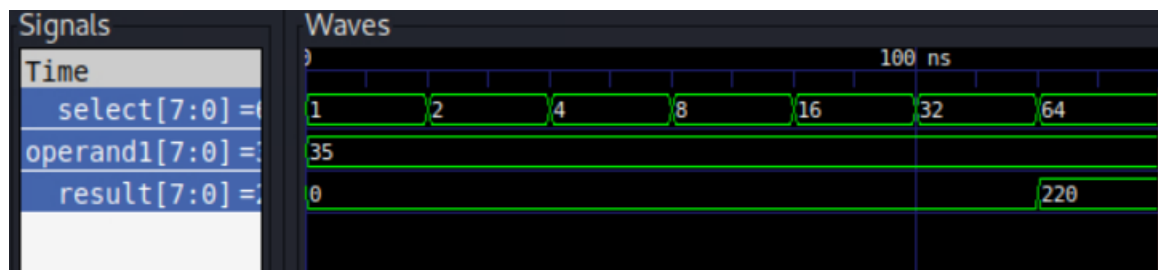 Signals Waves
0 100 ns
Time
select[7:0] = 1 2 4 8 16 32 64
operand1[7:0] = 35
result[7:0] = 0 220